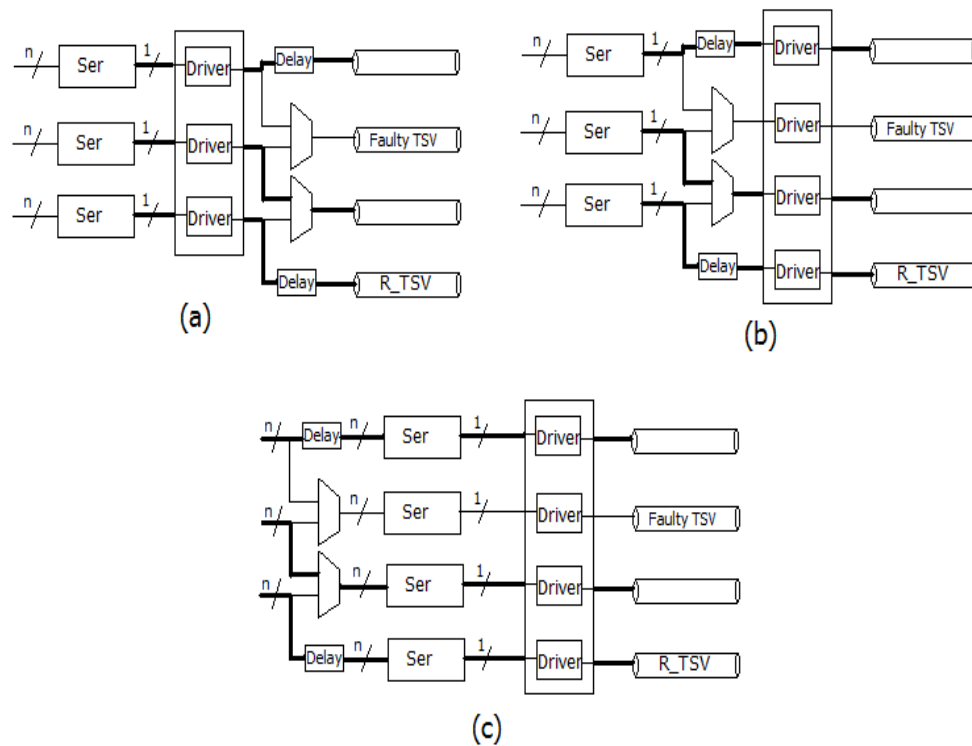 n 1
Ser Driver Delay
n 1
Ser Driver Faulty TSV
n 1
Ser Driver
Delay R_TSV
(a)
n 1
Ser Delay Driver
n 1
Ser Driver Faulty TSV
n 1
Ser Driver
Delay Driver R_TSV
(b)
n Delay n Ser 1 Driver
n Ser 1 Driver Faulty TSV
n
n Ser 1 Driver
n
Delay n Ser 1 Driver R_TSV
(c)